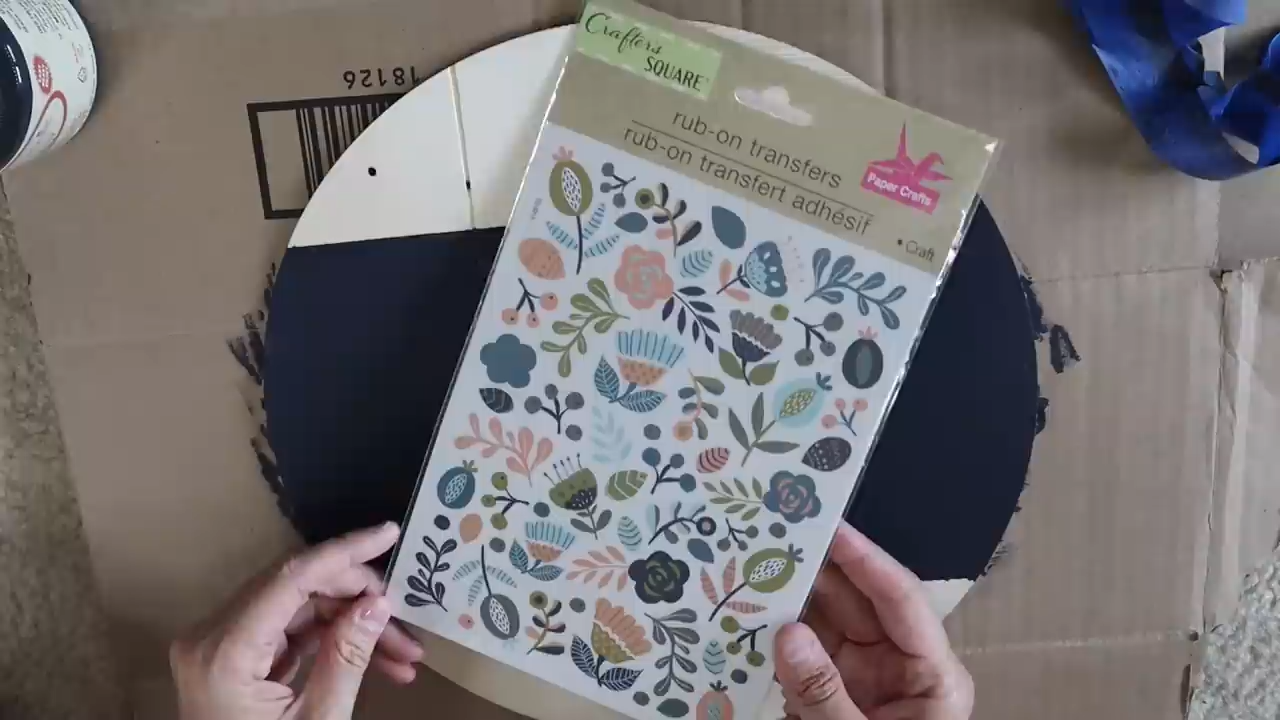 Crafters
SQUARE
18126
rub-on transfers
rub-on transfert adhésif
Paper Crafts
• Craft